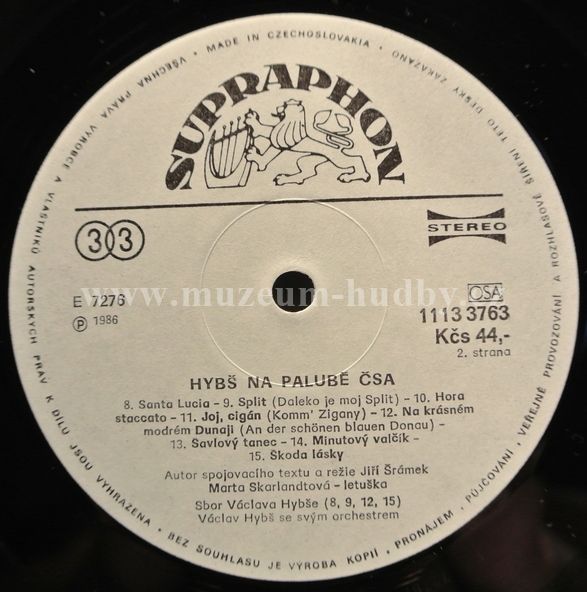 VŠECHNA PRÁVA VÝROBCE A VLASTNÍKŮ AUTORSKÝCH PRÁV K DÍLU JSOU VYHRAZENA • BEZ SOUHLASU JE VÝROBA KOPIÍ, PRONÁJEM, PŮJČOVÁNÍ, VEŘEJNÉ PROVOZOVÁNÍ A ROZHLASOVÉ ŠÍŘENÍ TÉTO DESKY ZAKÁZÁNO • MADE IN CZECHOSLOVAKIA •
SUPRAPHON
33
STEREO
www.muzeum-hudby
E 7276
OSA
℗ 1986
1113 3763
Kčs 44,-
2. strana
HYBŠ NA PALUBĚ ČSA
8. Santa Lucia - 9. Split (Daleko je moj Split) - 10. Hora
staccato - 11. Joj, cigán (Komm' Zigany) - 12. Na krásném
modrém Dunaji (An der schönen blauen Donau) -
13. Šavlový tanec - 14. Minutový valčík -
15. Škoda lásky
Autor spojovacího textu a režie Jiří Šrámek
Marta Skarlandtová - letuška
Sbor Václava Hybše (8, 9, 12, 15)
Václav Hybš se svým orchestrem